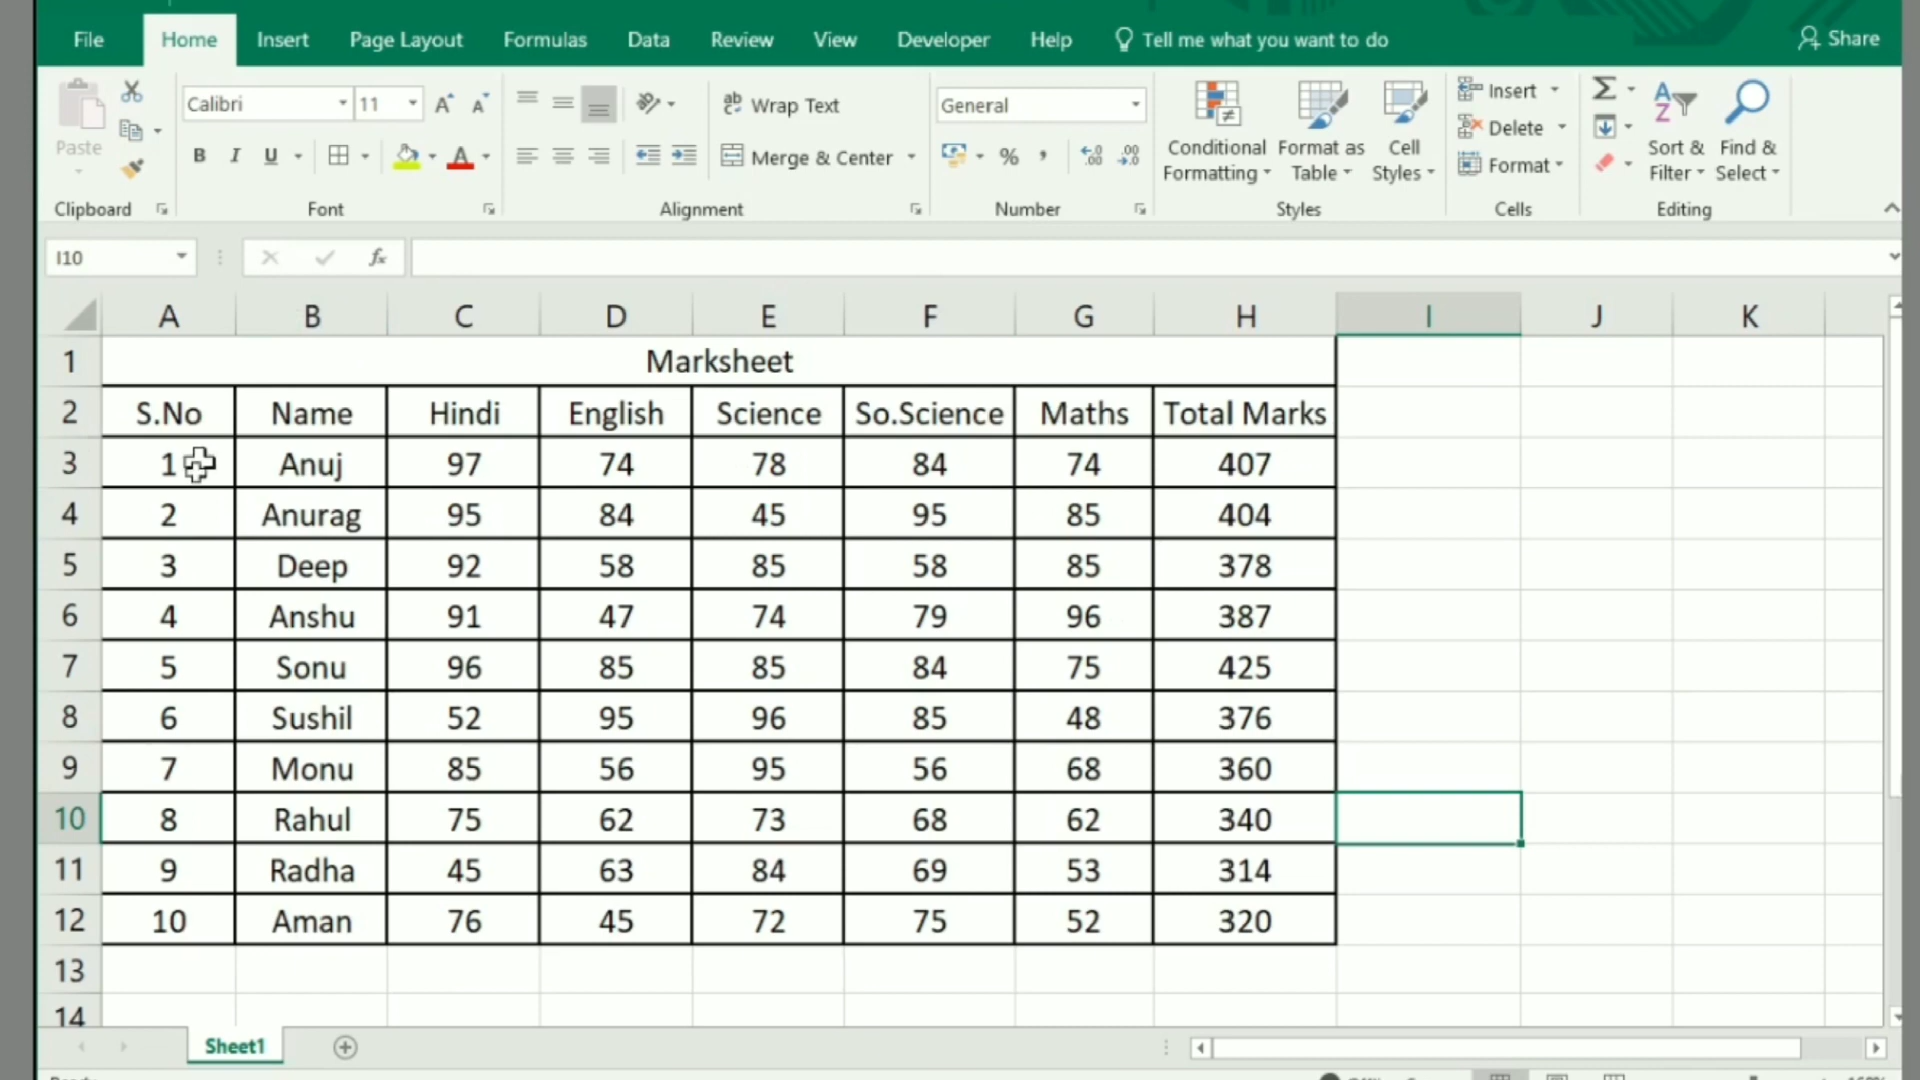 File Home Insert Page Layout Formulas Data Review View Developer Help Tell me what you want to do Share
Paste
Calibri 11 A A
B I U A
ab Wrap Text
Merge & Center
General
% ,
Conditional Formatting
Format as Table
Cell Styles
Insert
Delete
Format
Sort & Filter
Find & Select
Clipboard Font Alignment Number Styles Cells Editing
I10 fx
A B C D E F G H I J K
1 Marksheet
2 S.No Name Hindi English Science So.Science Maths Total Marks
3 1 Anuj 97 74 78 84 74 407
4 2 Anurag 95 84 45 95 85 404
5 3 Deep 92 58 85 58 85 378
6 4 Anshu 91 47 74 79 96 387
7 5 Sonu 96 85 85 84 75 425
8 6 Sushil 52 95 96 85 48 376
9 7 Monu 85 56 95 56 68 360
10 8 Rahul 75 62 73 68 62 340
11 9 Radha 45 63 84 69 53 314
12 10 Aman 76 45 72 75 52 320
13
14
Sheet1